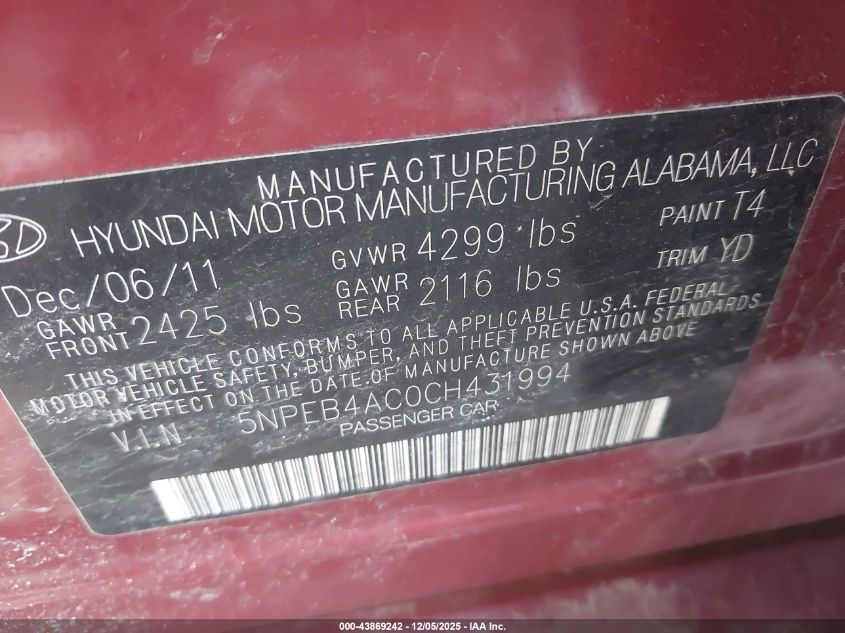 MANUFACTURED BY
HYUNDAI MOTOR MANUFACTURING ALABAMA, LLC
Dec/06/11 GVWR 4299 lbs PAINT T4
GAWR FRONT 2425 lbs GAWR REAR 2116 lbs TRIM YD
THIS VEHICLE CONFORMS TO ALL APPLICABLE U.S.A. FEDERAL
MOTOR VEHICLE SAFETY, BUMPER, AND THEFT PREVENTION STANDARDS
IN EFFECT ON THE DATE OF MANUFACTURE SHOWN ABOVE
V.I.N 5NPEB4AC0CH431994
PASSENGER CAR
000-43869242 - 12/05/2025 - IAA Inc.